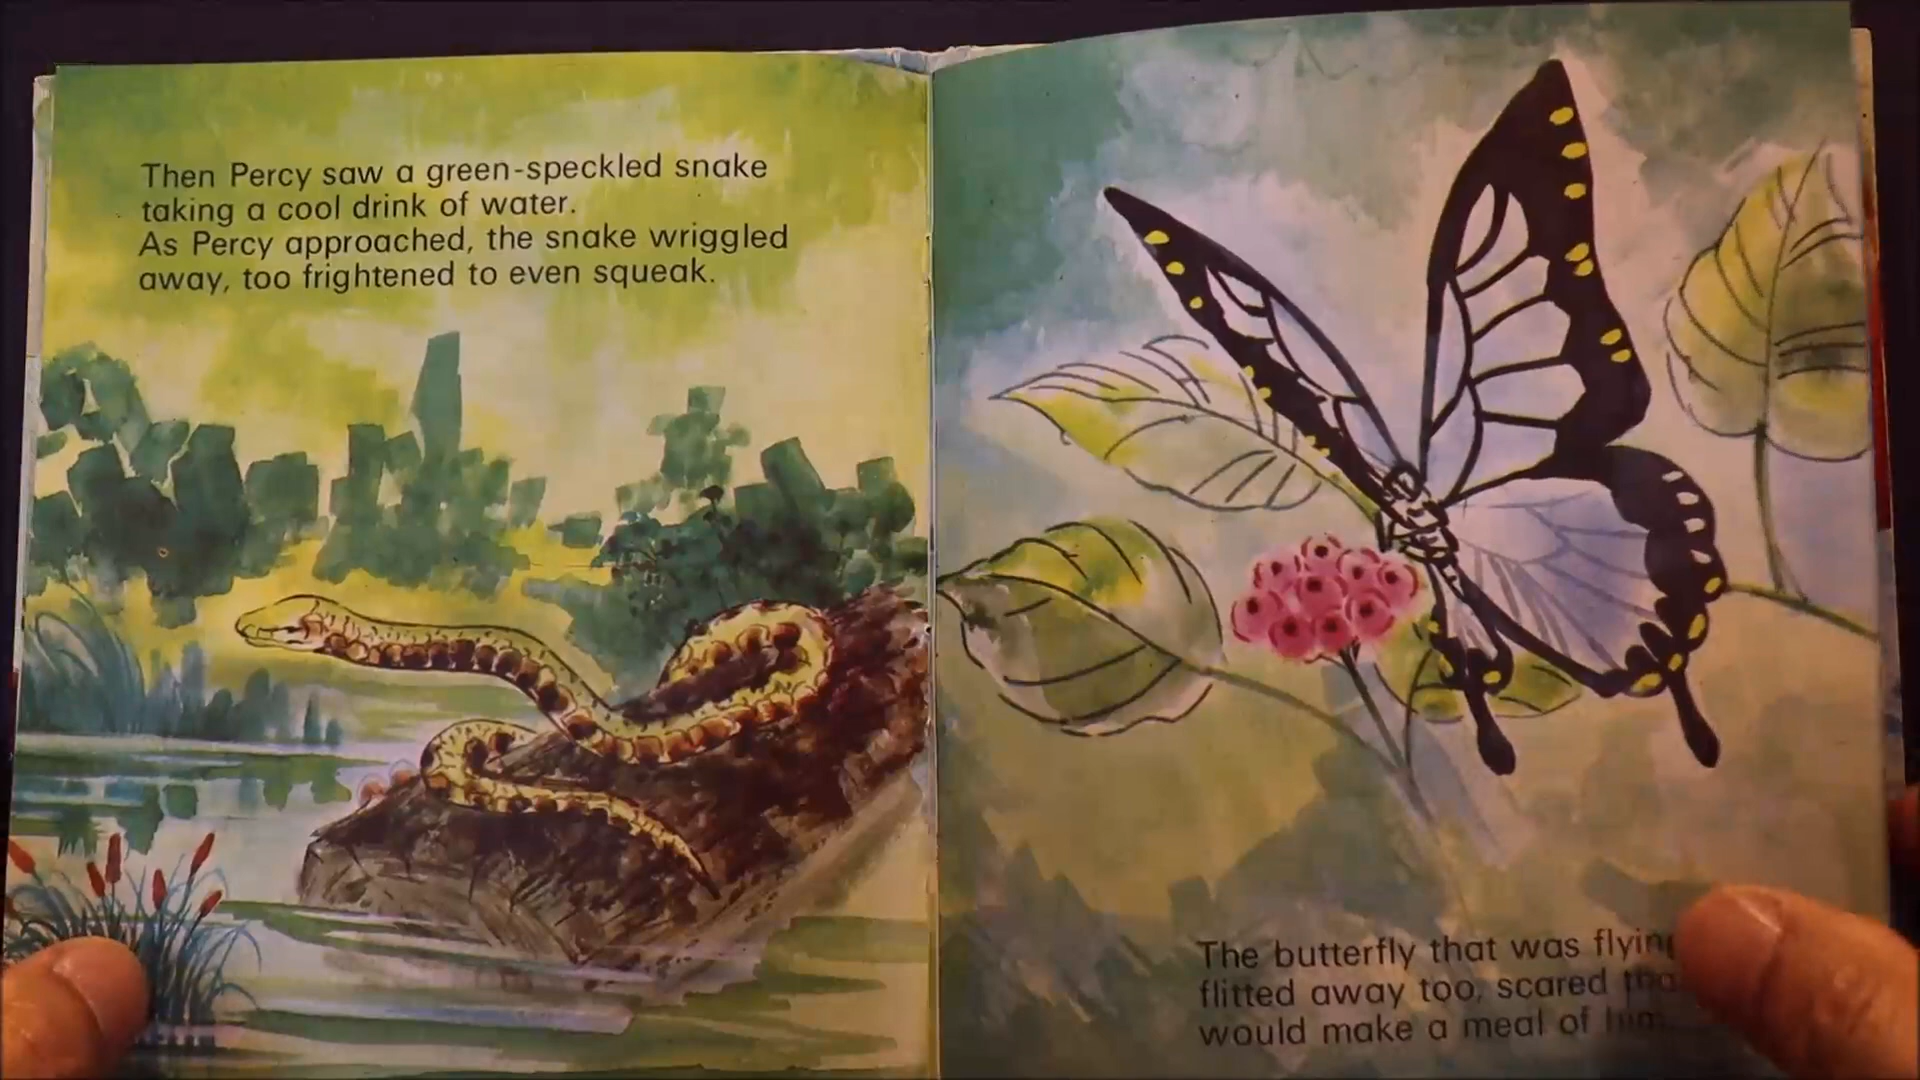 Then Percy saw a green-speckled snake
taking a cool drink of water.
As Percy approached, the snake wriggled
away, too frightened to even squeak.
The butterfly that was
flitted away too, scared
would make a meal of